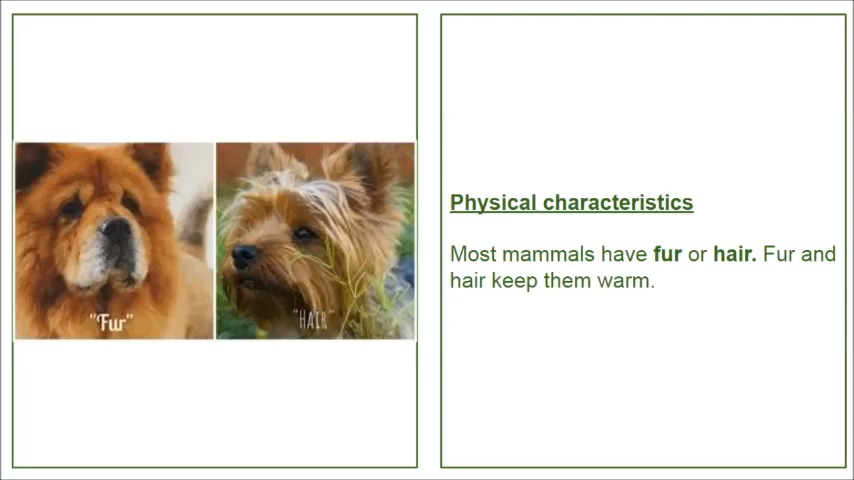 "Fur"
"HAIR"
Physical characteristics
Most mammals have fur or hair. Fur and
hair keep them warm.